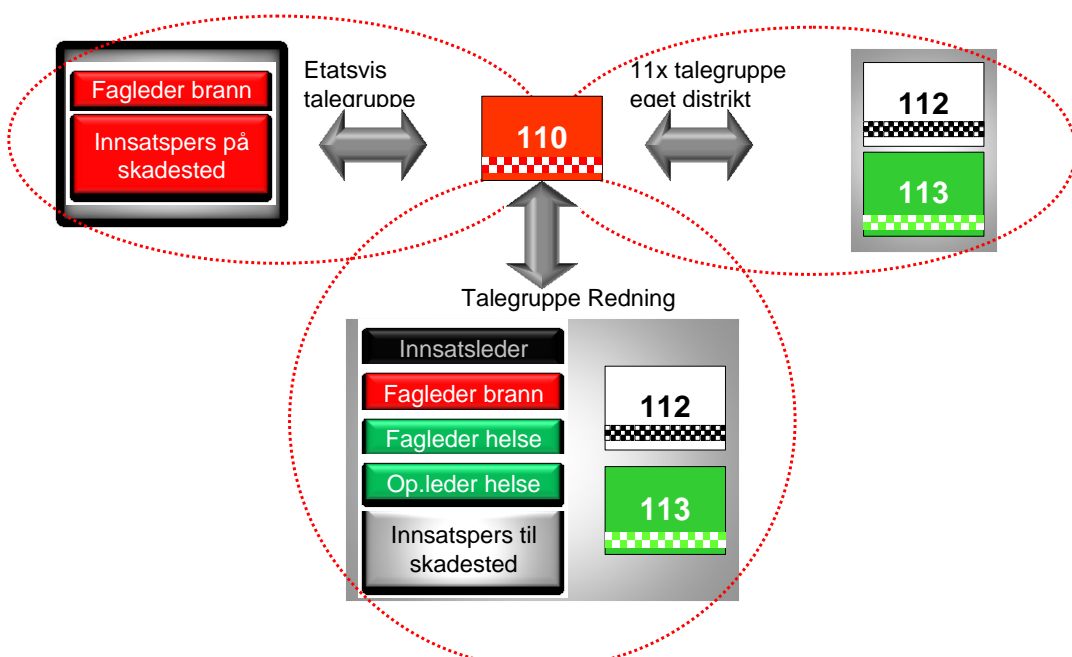 Fagleder brann
Innsatspers på
skadested
Etatsvis
talegruppe
110
11x talegruppe
eget distrikt
112
113
Talegruppe Redning
Innsatsleder
Fagleder brann
Fagleder helse
Op.leder helse
Innsatspers til
skadested
112
113